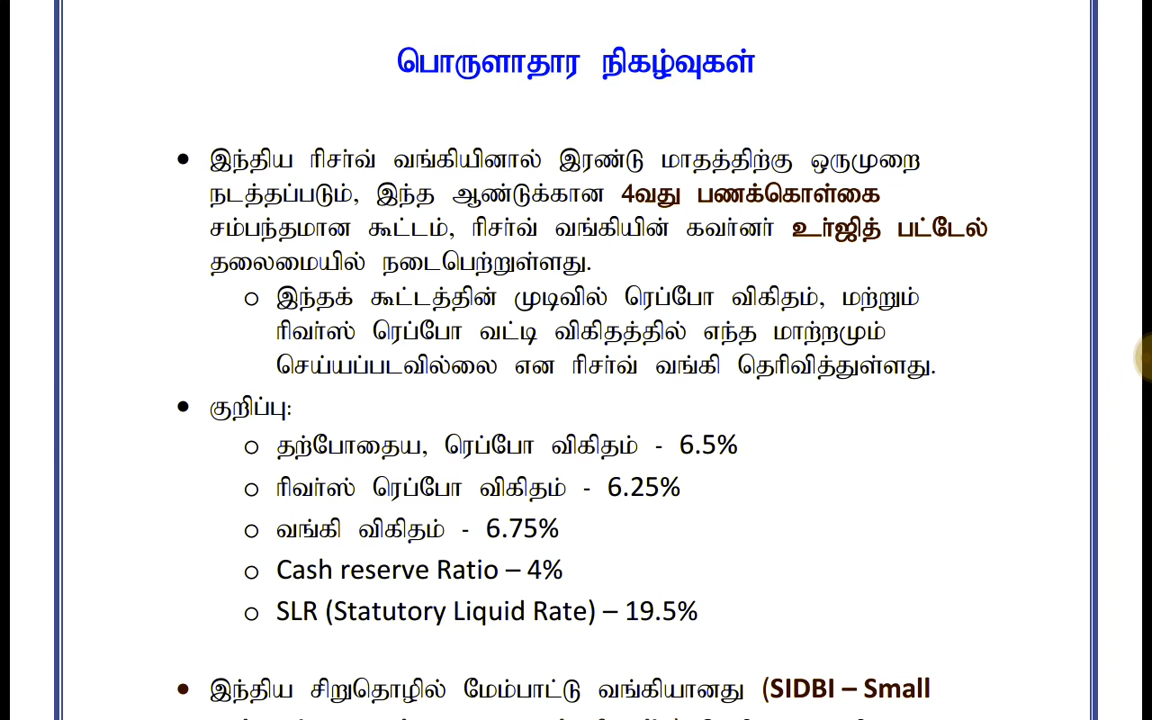 பொருளாதார நிகழ்வுகள்
• இந்திய ரிசர்வ் வங்கியினால் இரண்டு மாதத்திற்கு ஒருமுறை
நடத்தப்படும், இந்த ஆண்டுக்கான 4வது பணக்கொள்கை
சம்பந்தமான கூட்டம், ரிசர்வ் வங்கியின் கவர்னர் உர்ஜித் பட்டேல்
தலைமையில் நடைபெற்றுள்ளது.
o இந்தக் கூட்டத்தின் முடிவில் ரெப்போ விகிதம், மற்றும்
ரிவர்ஸ் ரெப்போ வட்டி விகிதத்தில் எந்த மாற்றமும்
செய்யப்படவில்லை என ரிசர்வ் வங்கி தெரிவித்துள்ளது.
• குறிப்பு:
o தற்போதைய, ரெப்போ விகிதம் - 6.5%
o ரிவர்ஸ் ரெப்போ விகிதம் - 6.25%
o வங்கி விகிதம் - 6.75%
o Cash reserve Ratio – 4%
o SLR (Statutory Liquid Rate) – 19.5%
• இந்திய சிறுதொழில் மேம்பாட்டு வங்கியானது (SIDBI – Small